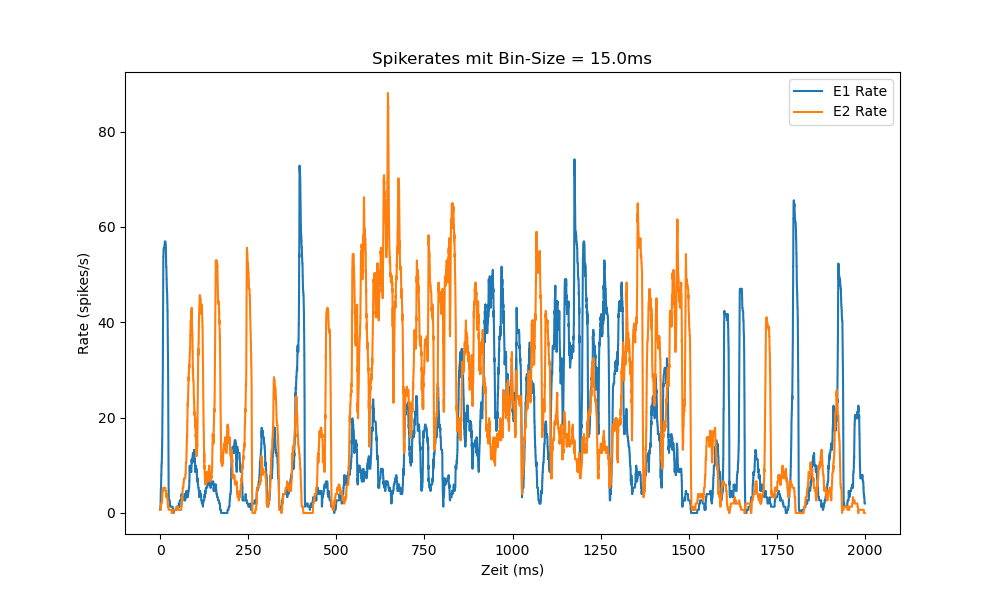 Spikerates mit Bin-Size = 15.0ms
E1 Rate
E2 Rate
Rate (spikes/s)
80
60
40
20
0
0 250 500 750 1000 1250 1500 1750 2000
Zeit (ms)